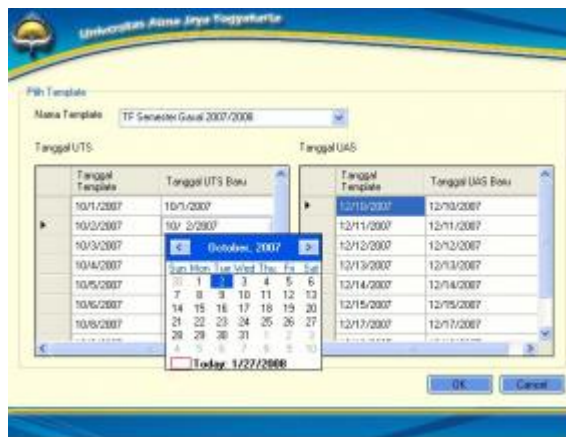 Universitas Atma Jaya Yogyakarta
Pilih Template
Nama Template TF Semester Gasal 2007/2008
Tanggal UTS Tanggal UAS
Tanggal Template Tanggal UTS Baru Tanggal Template Tanggal UAS Baru
10/1/2007 10/1/2007 12/10/2007 12/10/2007
10/2/2007 10/ 2/2007 12/11/2007 12/11/2007
10/3/2007 12/12/2007 12/12/2007
10/4/2007 12/13/2007 12/13/2007
10/5/2007 12/14/2007 12/14/2007
10/6/2007 12/15/2007 12/15/2007
10/8/2007 12/17/2007 12/17/2007
October, 2007
Sun Mon Tue Wed Thu Fri Sat
30 1 2 3 4 5 6
7 8 9 10 11 12 13
14 15 16 17 18 19 20
21 22 23 24 25 26 27
28 29 30 31 1 2 3
4 5 6 7 8 9 10
Today: 1/27/2008
OK Cancel